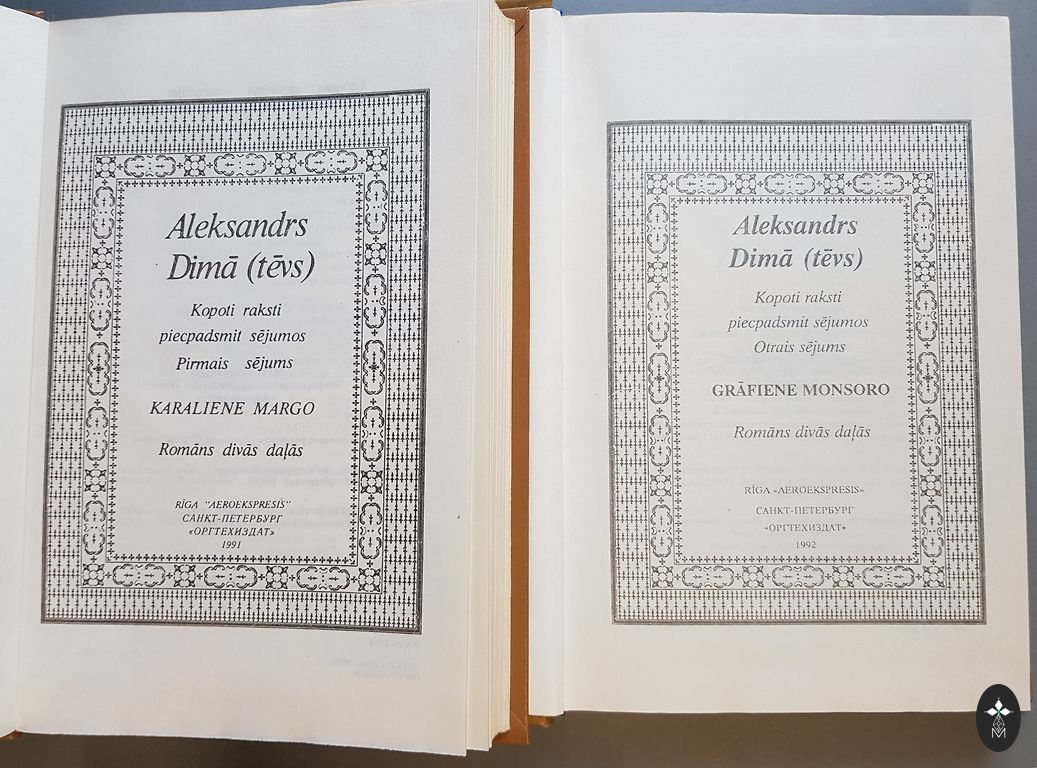 Aleksandrs
Dimā (tēvs)
Kopoti raksti
piecpadsmit sējumos
Pirmais sējums
KARALIENE MARGO
Romāns divās daļās
RĪGA "AEROEKSPRESIS"
САНКТ-ПЕТЕРБУРГ
«ОРГТЕХИЗДАТ»
1991
Aleksandrs
Dimā (tēvs)
Kopoti raksti
piecpadsmit sējumos
Otrais sējums
GRĀFIENE MONSORO
Romāns divās daļās
RĪGA «AEROEKSPRESIS»
САНКТ-ПЕТЕРБУРГ
«ОРГТЕХИЗДАТ»
1992
M